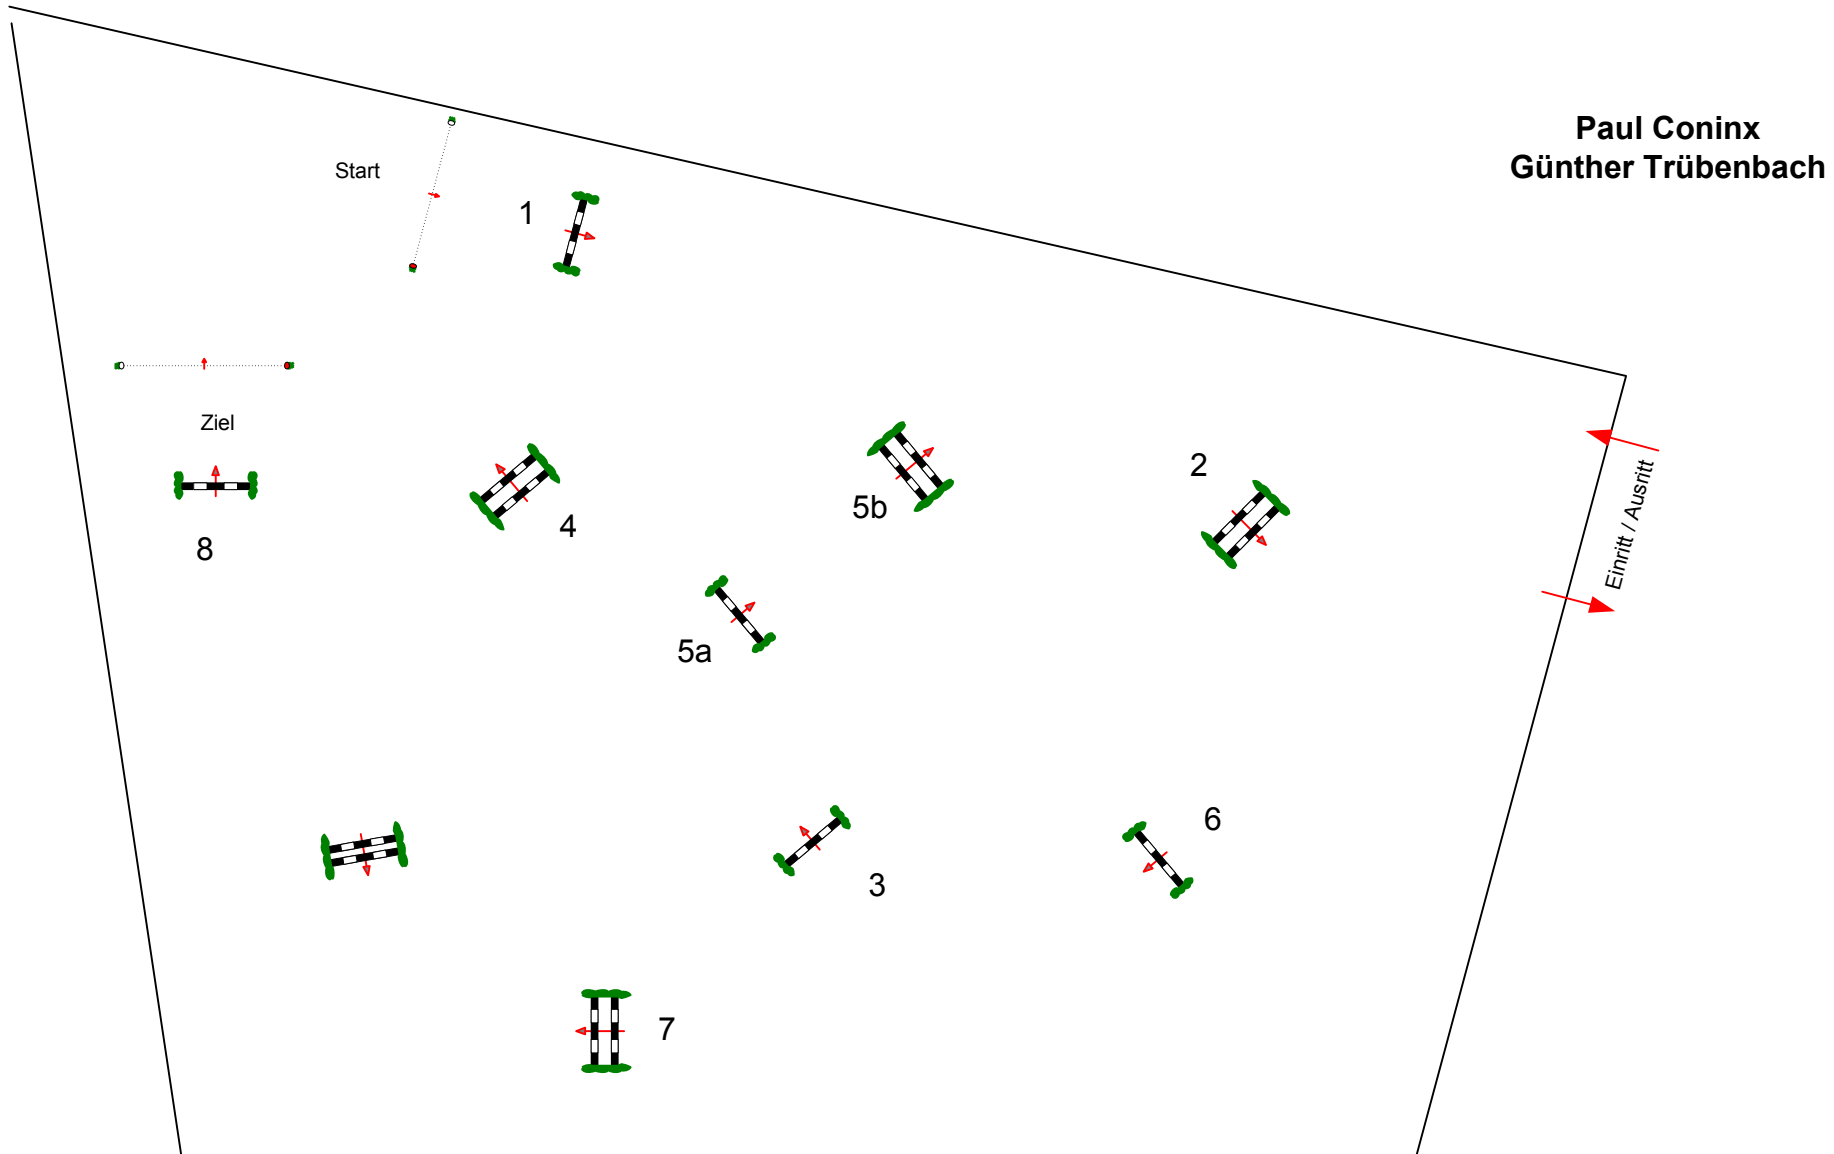 Paul Coninx
Günther Trübenbach
Start
1
Ziel
8
4
5b
2
Einritt / Ausritt
5a
6
3
7